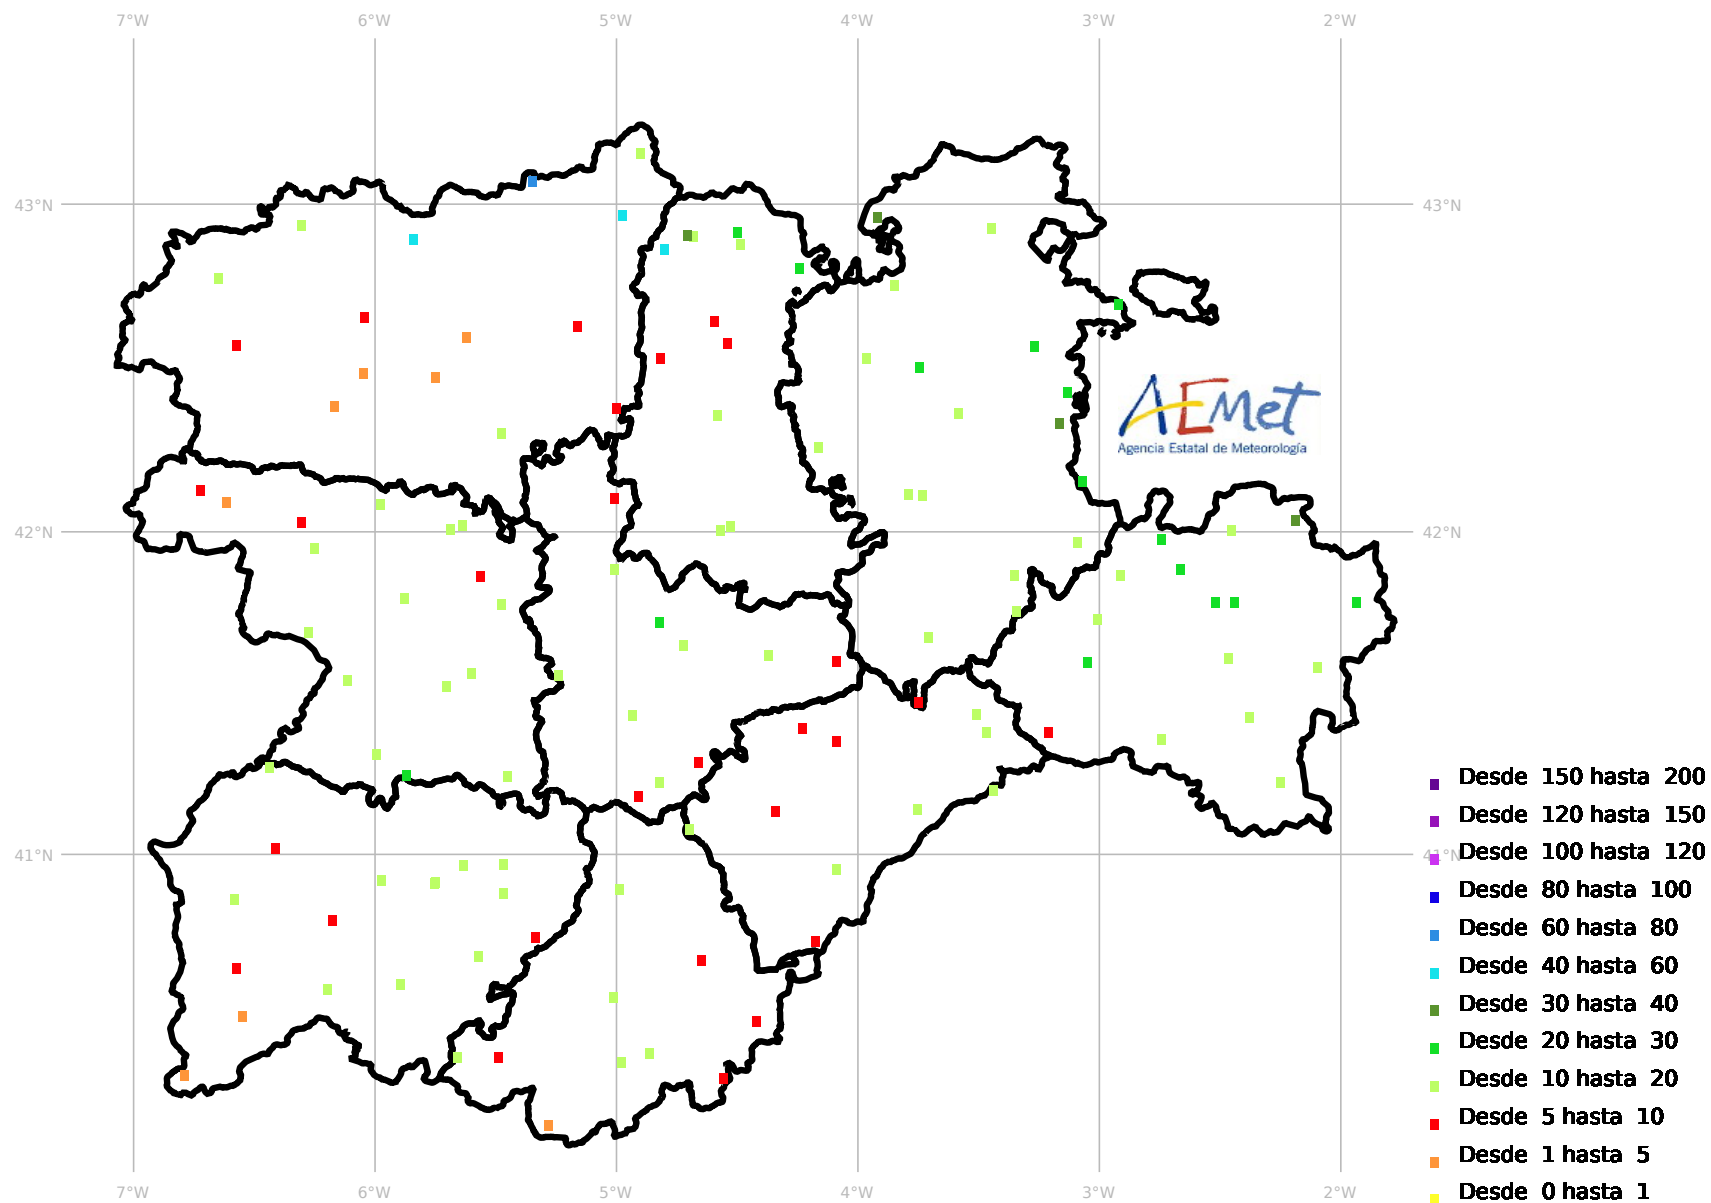 7°W 6°W 5°W 4°W 3°W 2°W
43°N 43°N
AEMet
Agencia Estatal de Meteorología
42°N 42°N
Desde 150 hasta 200
Desde 120 hasta 150
41°N 41°N
Desde 100 hasta 120
Desde 80 hasta 100
Desde 60 hasta 80
Desde 40 hasta 60
Desde 30 hasta 40
Desde 20 hasta 30
Desde 10 hasta 20
Desde 5 hasta 10
Desde 1 hasta 5
Desde 0 hasta 1
7°W 6°W 5°W 4°W 3°W 2°W